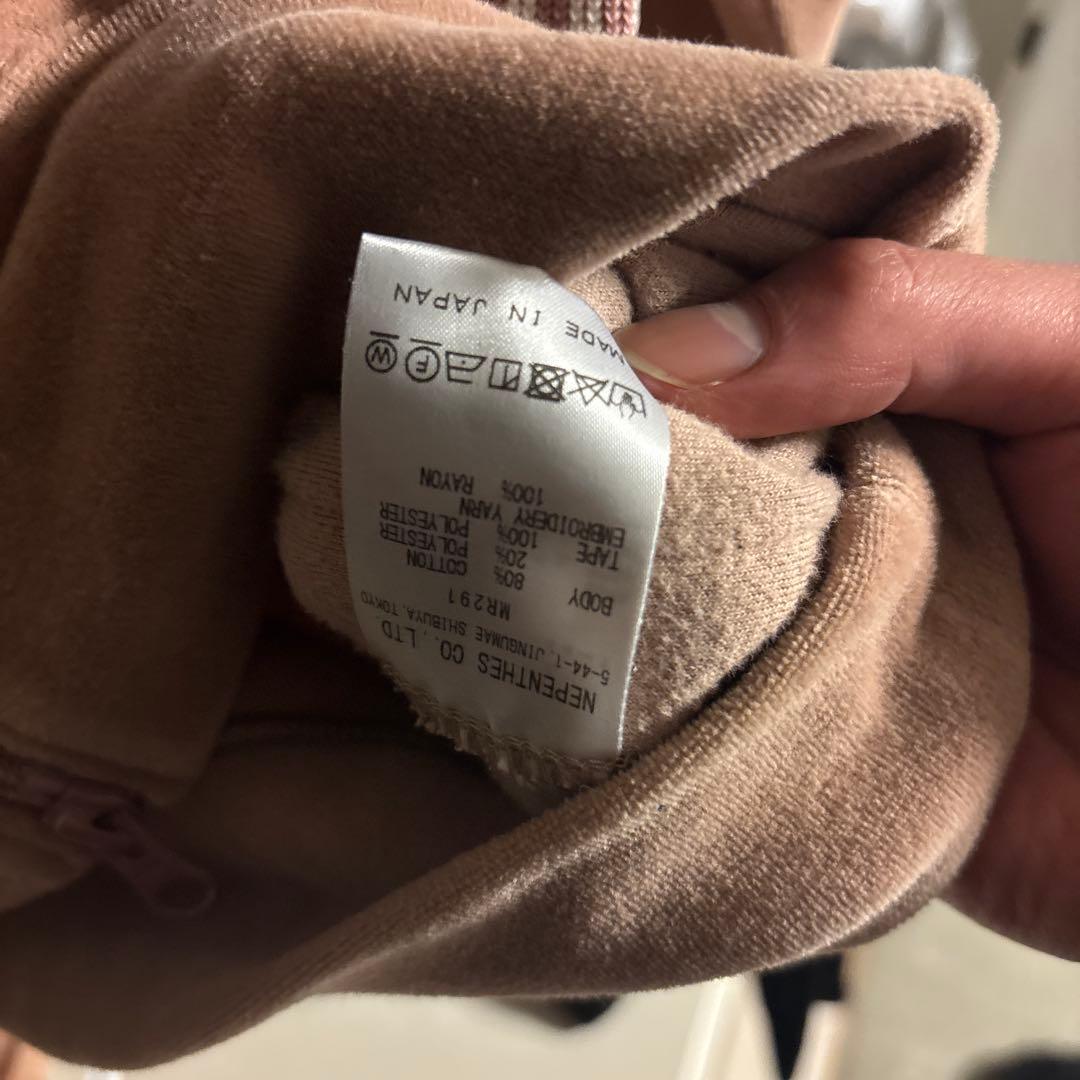 NEPENTHES CO., LTD.
5-44-1, JINGUMAE SHIBUYA, TOKYO
MR291
BODY 80% COTTON
20% POLYESTER
TAPE 100% POLYESTER
EMBROIDERY YARN
100% RAYON
F W
MADE IN JAPAN